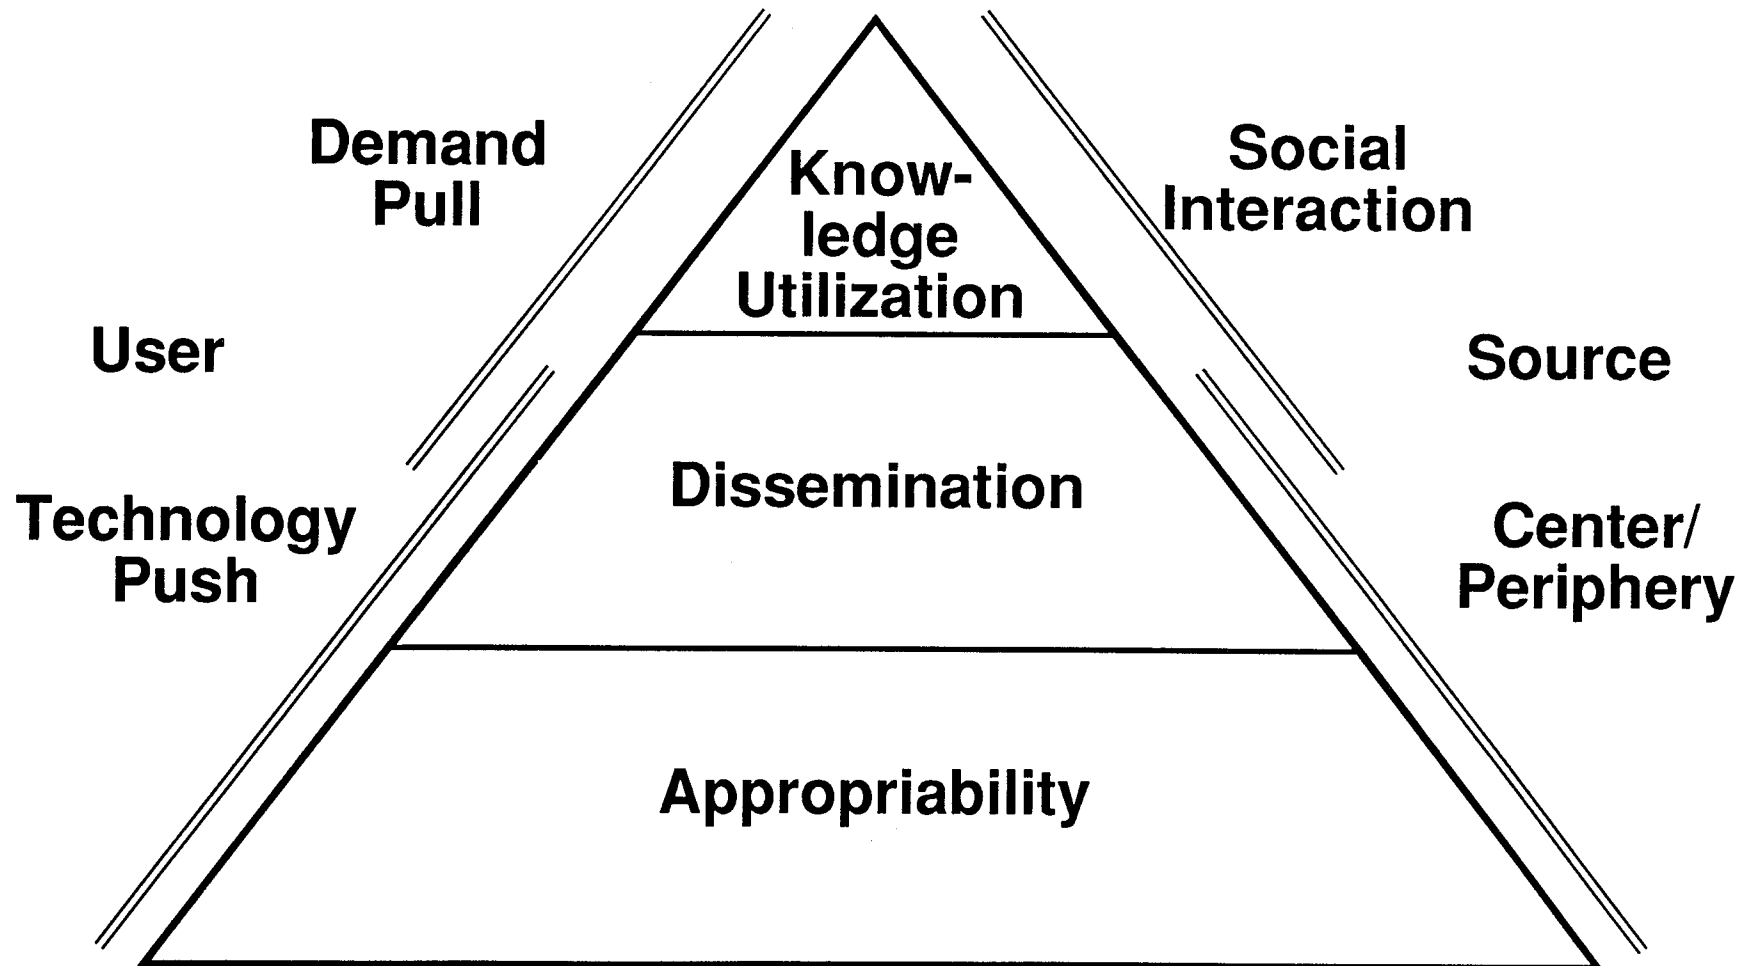 Demand
Pull
Social
Interaction
Know-
ledge
Utilization
User
Source
Dissemination
Technology
Push
Center/
Periphery
Appropriability